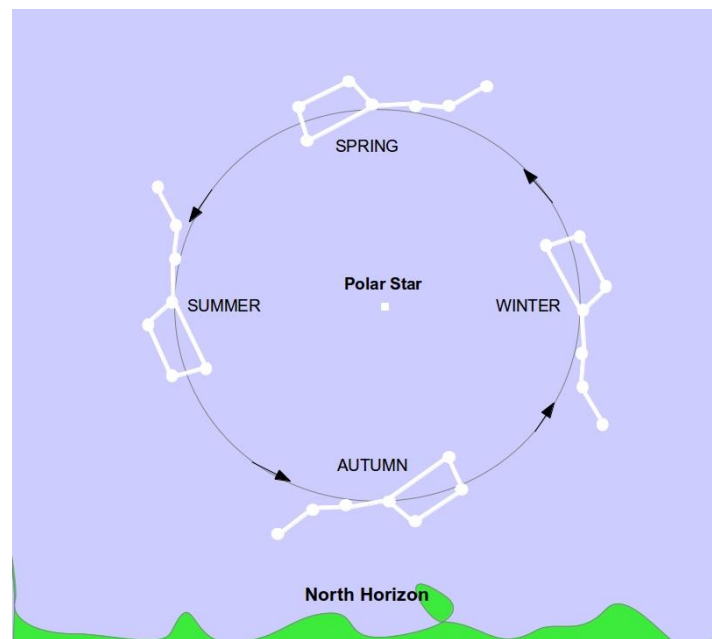 SPRING
Polar Star
SUMMER
WINTER
AUTUMN
North Horizon